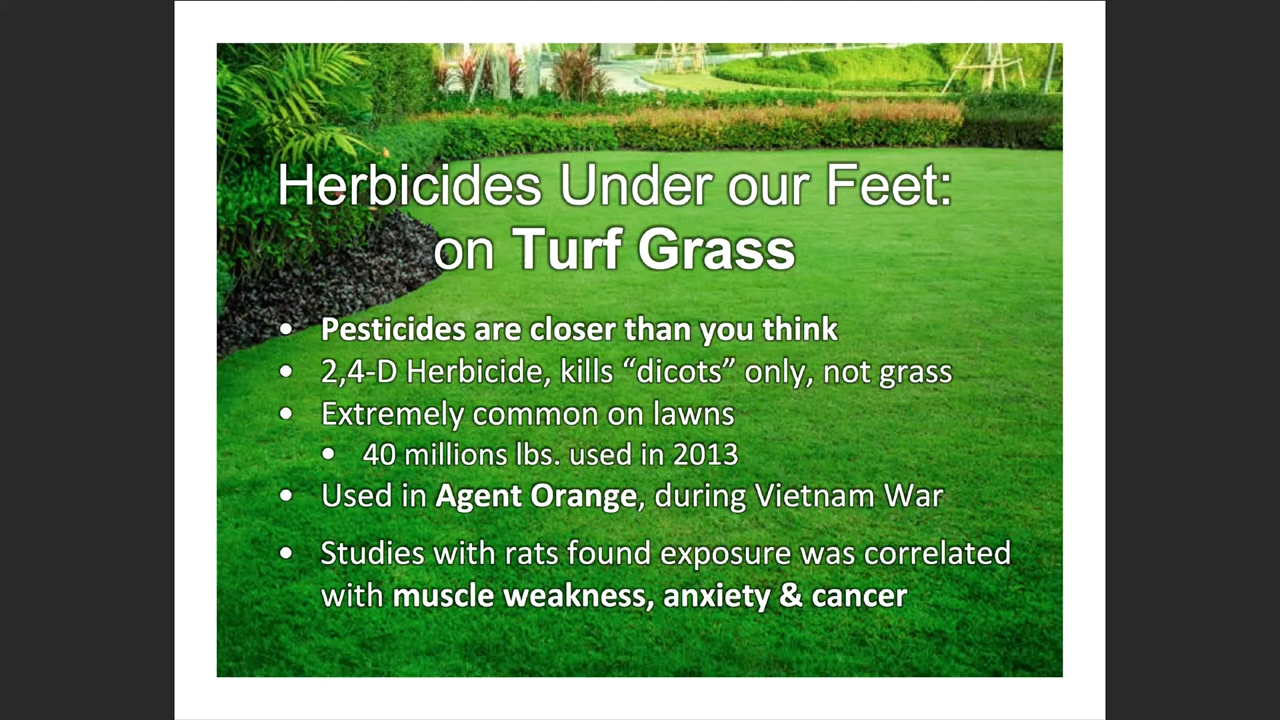 Herbicides Under our Feet:
on Turf Grass
• Pesticides are closer than you think
• 2,4-D Herbicide, kills “dicots” only, not grass
• Extremely common on lawns
• 40 millions lbs. used in 2013
• Used in Agent Orange, during Vietnam War
• Studies with rats found exposure was correlated
with muscle weakness, anxiety & cancer